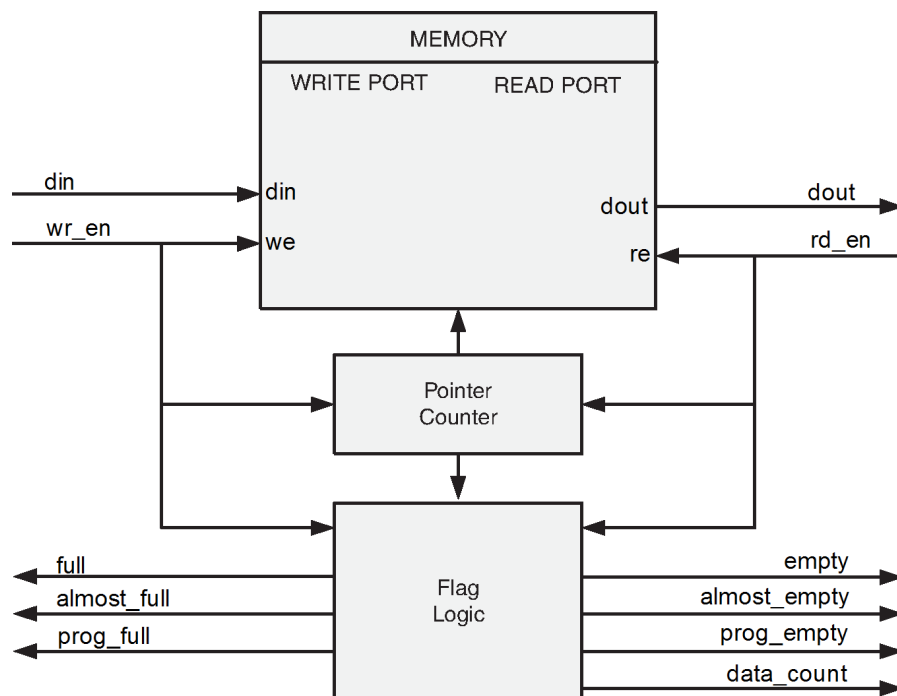 MEMORY
WRITE PORT READ PORT
din din
dout dout
wr_en we
re rd_en
Pointer
Counter
full
almost_full
prog_full
Flag
Logic
empty
almost_empty
prog_empty
data_count